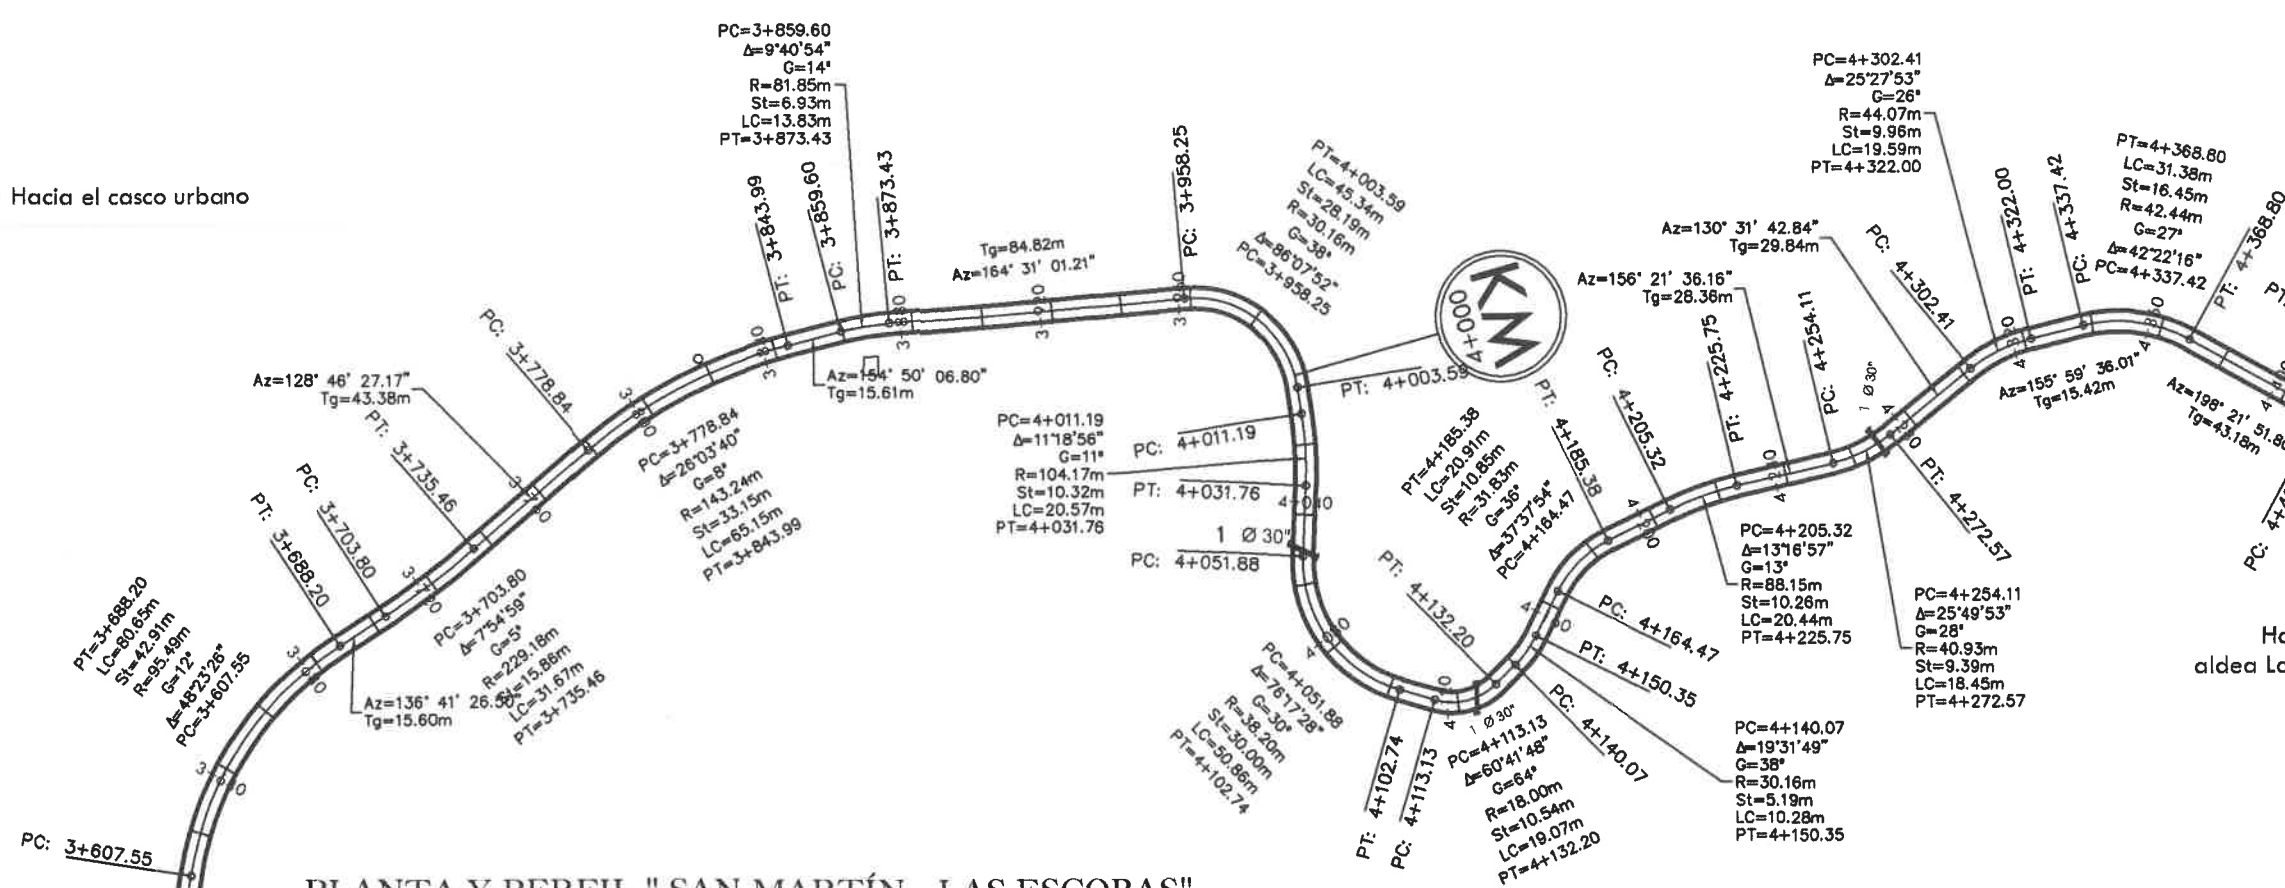 Hacia el casco urbano
PC: 3+607.55
PT=3+688.20
LC=80.65m
St=42.91m
R=95.49m
G=12°
Δ=48°23'26"
PC=3+607.55
PT: 3+688.20
PC: 3+703.80
Az=136° 41' 26.50"
Tg=15.60m
PC=3+703.80
Δ=7°54'59"
G=5°
R=229.18m
St=15.86m
LC=31.67m
PT=3+735.46
PT: 3+735.46
Az=128° 46' 27.17"
Tg=43.38m
PC: 3+778.84
PC=3+778.84
Δ=26°03'40"
G=8°
R=143.24m
St=33.15m
LC=65.15m
PT=3+843.99
PT: 3+843.99
PC: 3+859.60
Az=154° 50' 06.80"
Tg=15.61m
PC=3+859.60
Δ=9°40'54"
G=14°
R=81.85m
St=6.93m
LC=13.83m
PT=3+873.43
PT: 3+873.43
Tg=84.82m
Az=164° 31' 01.21"
3+920
PC: 3+958.25
PT=4+003.59
LC=45.34m
St=28.19m
R=30.16m
G=38°
Δ=86°07'52"
PC=3+958.25
KM
4+000
PT: 4+003.59
PC=4+011.19
Δ=11°18'56"
G=11°
R=104.17m
St=10.32m
LC=20.57m
PT=4+031.76
PC: 4+011.19
PT: 4+031.76
4+040
1 Ø 30"
PC: 4+051.88
PC=4+051.88
Δ=76°17'28"
G=30°
R=38.20m
St=30.00m
LC=50.86m
PT=4+102.74
PT: 4+102.74
PC: 4+113.13
1 Ø 30"
PC=4+113.13
Δ=60°41'48"
G=64°
R=18.00m
St=10.54m
LC=19.07m
PT=4+132.20
PT: 4+132.20
PC: 4+140.07
PC=4+140.07
Δ=19°31'49"
G=38°
R=30.16m
St=5.19m
LC=10.28m
PT=4+150.35
PT: 4+150.35
PC: 4+164.47
PT=4+185.38
LC=20.91m
St=10.85m
R=31.83m
G=36°
Δ=37°37'54"
PC=4+164.47
PT: 4+185.38
PC: 4+205.32
PC=4+205.32
Δ=13°16'57"
G=13°
R=88.15m
St=10.26m
LC=20.44m
PT=4+225.75
PT: 4+225.75
Az=156° 21' 36.16"
Tg=28.36m
PC: 4+254.11
PC=4+254.11
Δ=25°49'53"
G=28°
R=40.93m
St=9.39m
LC=18.45m
PT=4+272.57
1 Ø 30"
PT: 4+272.57
Az=130° 31' 42.84"
Tg=29.84m
PC: 4+302.41
PC=4+302.41
Δ=25°27'53"
G=26°
R=44.07m
St=9.96m
LC=19.59m
PT=4+322.00
PT: 4+322.00
PC: 4+337.42
Az=155° 59' 36.01"
Tg=15.42m
PT=4+368.80
LC=31.38m
St=16.45m
R=42.44m
G=27°
Δ=42°22'16"
PC=4+337.42
PT: 4+368.80
Az=198° 21' 51.80
Tg=43.18m
aldea
PLANTA Y PERFIL " SAN MARTÍN - LAS ESCOBAS"